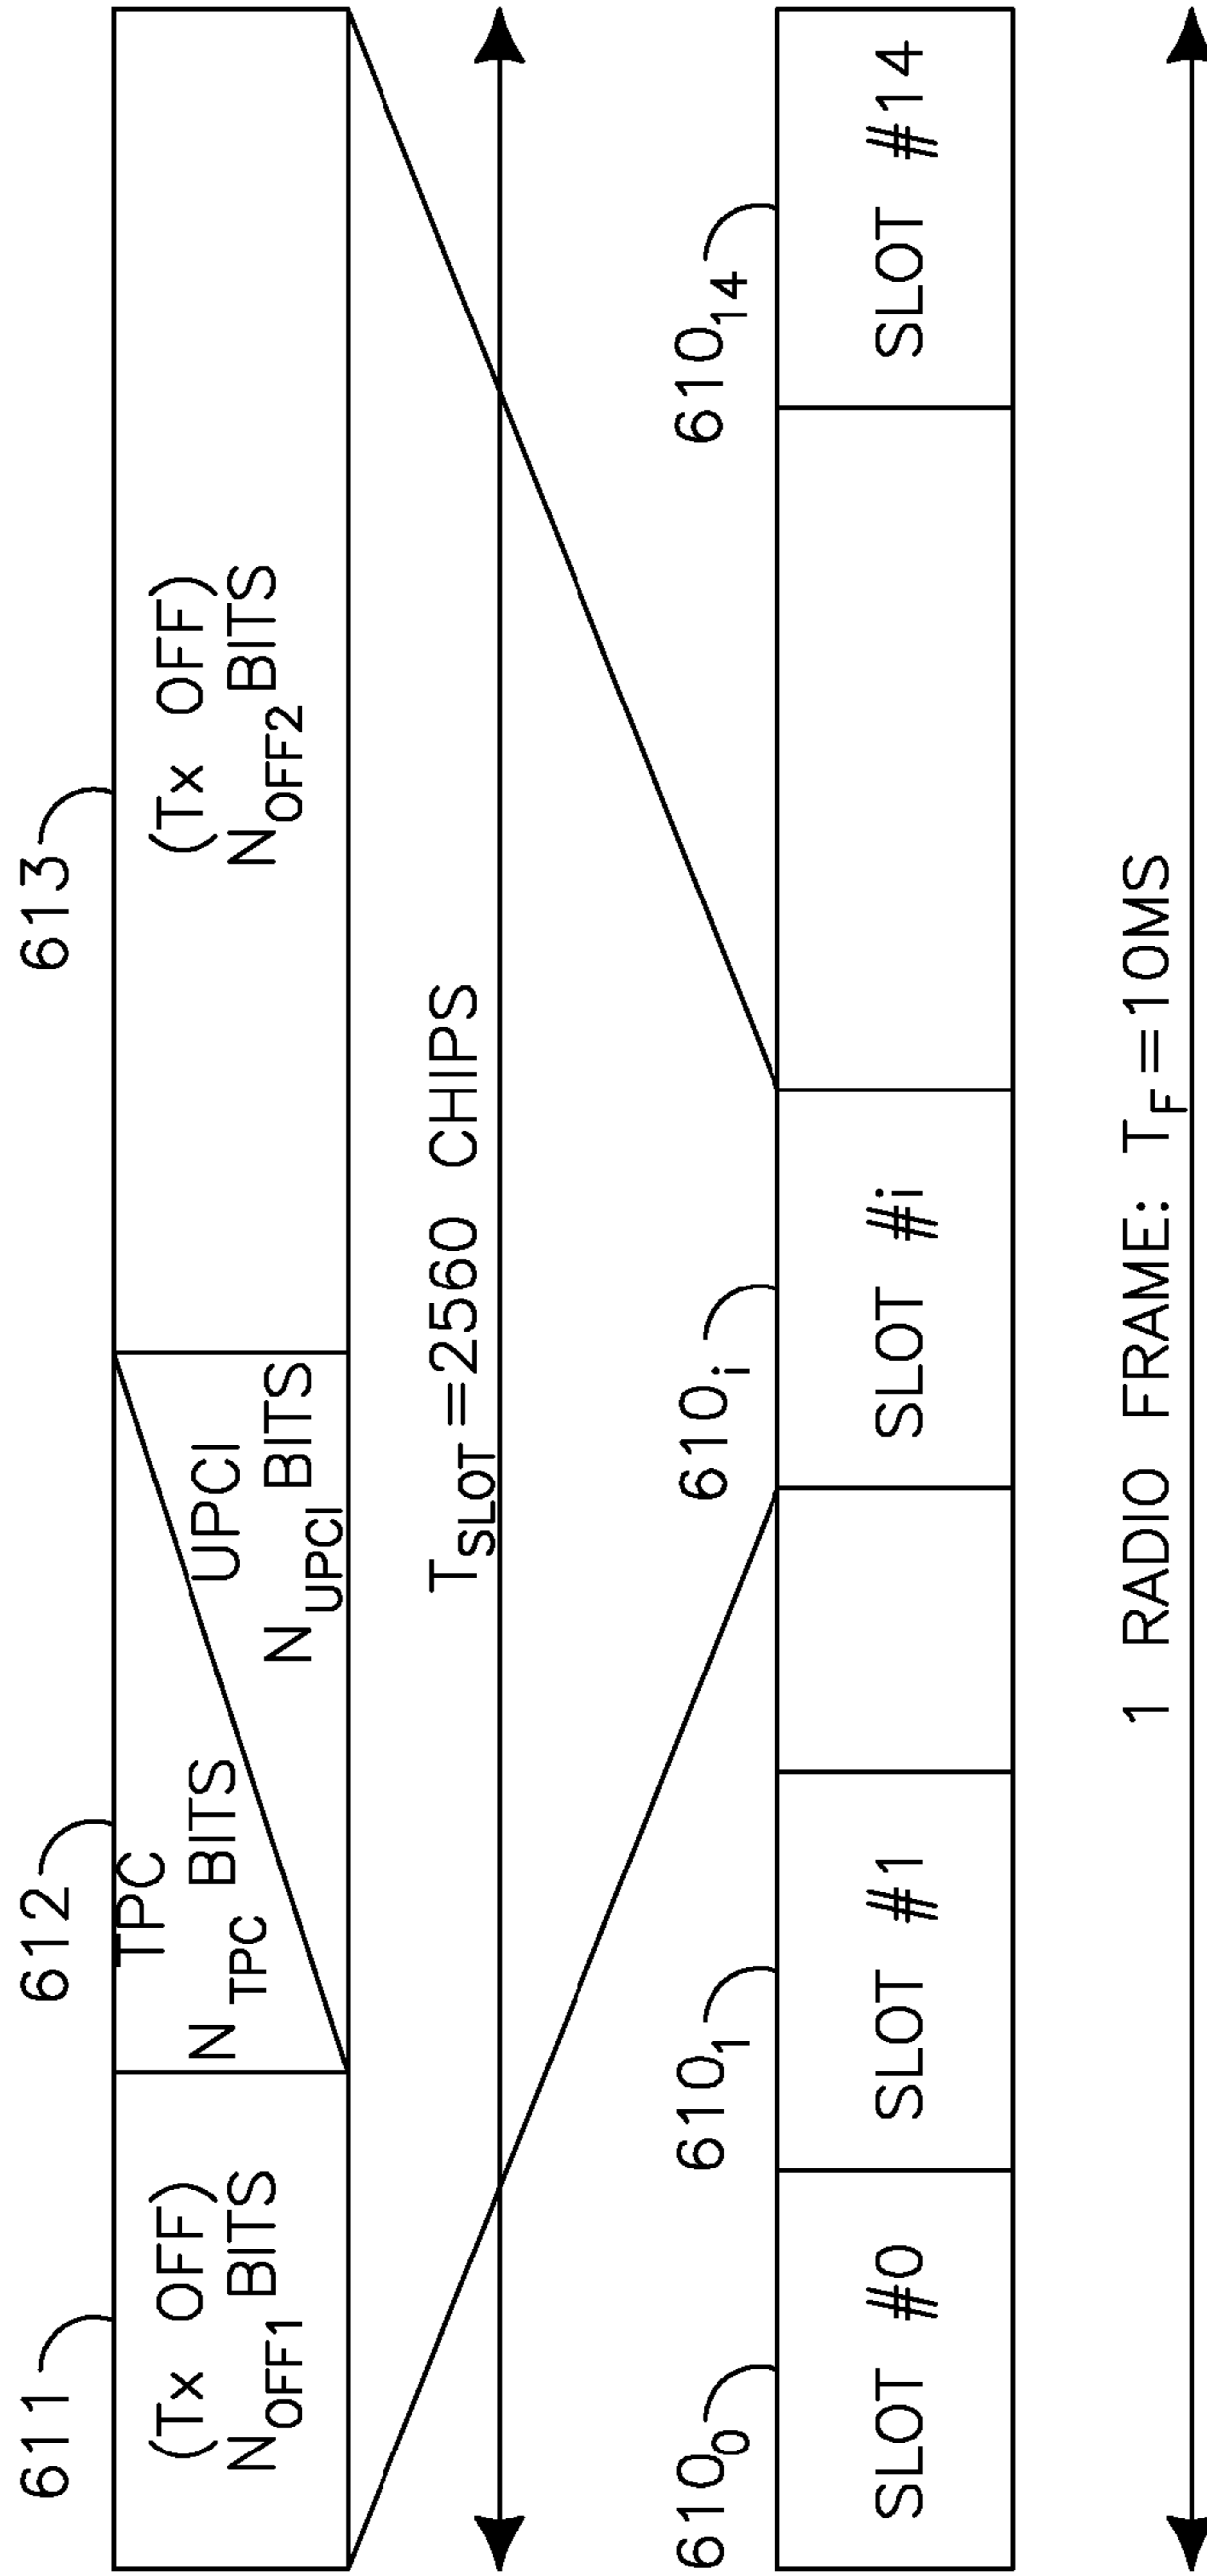 611
612
613
(Tx OFF)
N_OFF1 BITS
TPC
N_TPC BITS
UPCI
N_UPCI BITS
(Tx OFF)
N_OFF2 BITS
T_SLOT=2560 CHIPS
610_0
610_1
610_i
610_14
SLOT #0
SLOT #1
SLOT #i
SLOT #14
1 RADIO FRAME: T_F=10MS